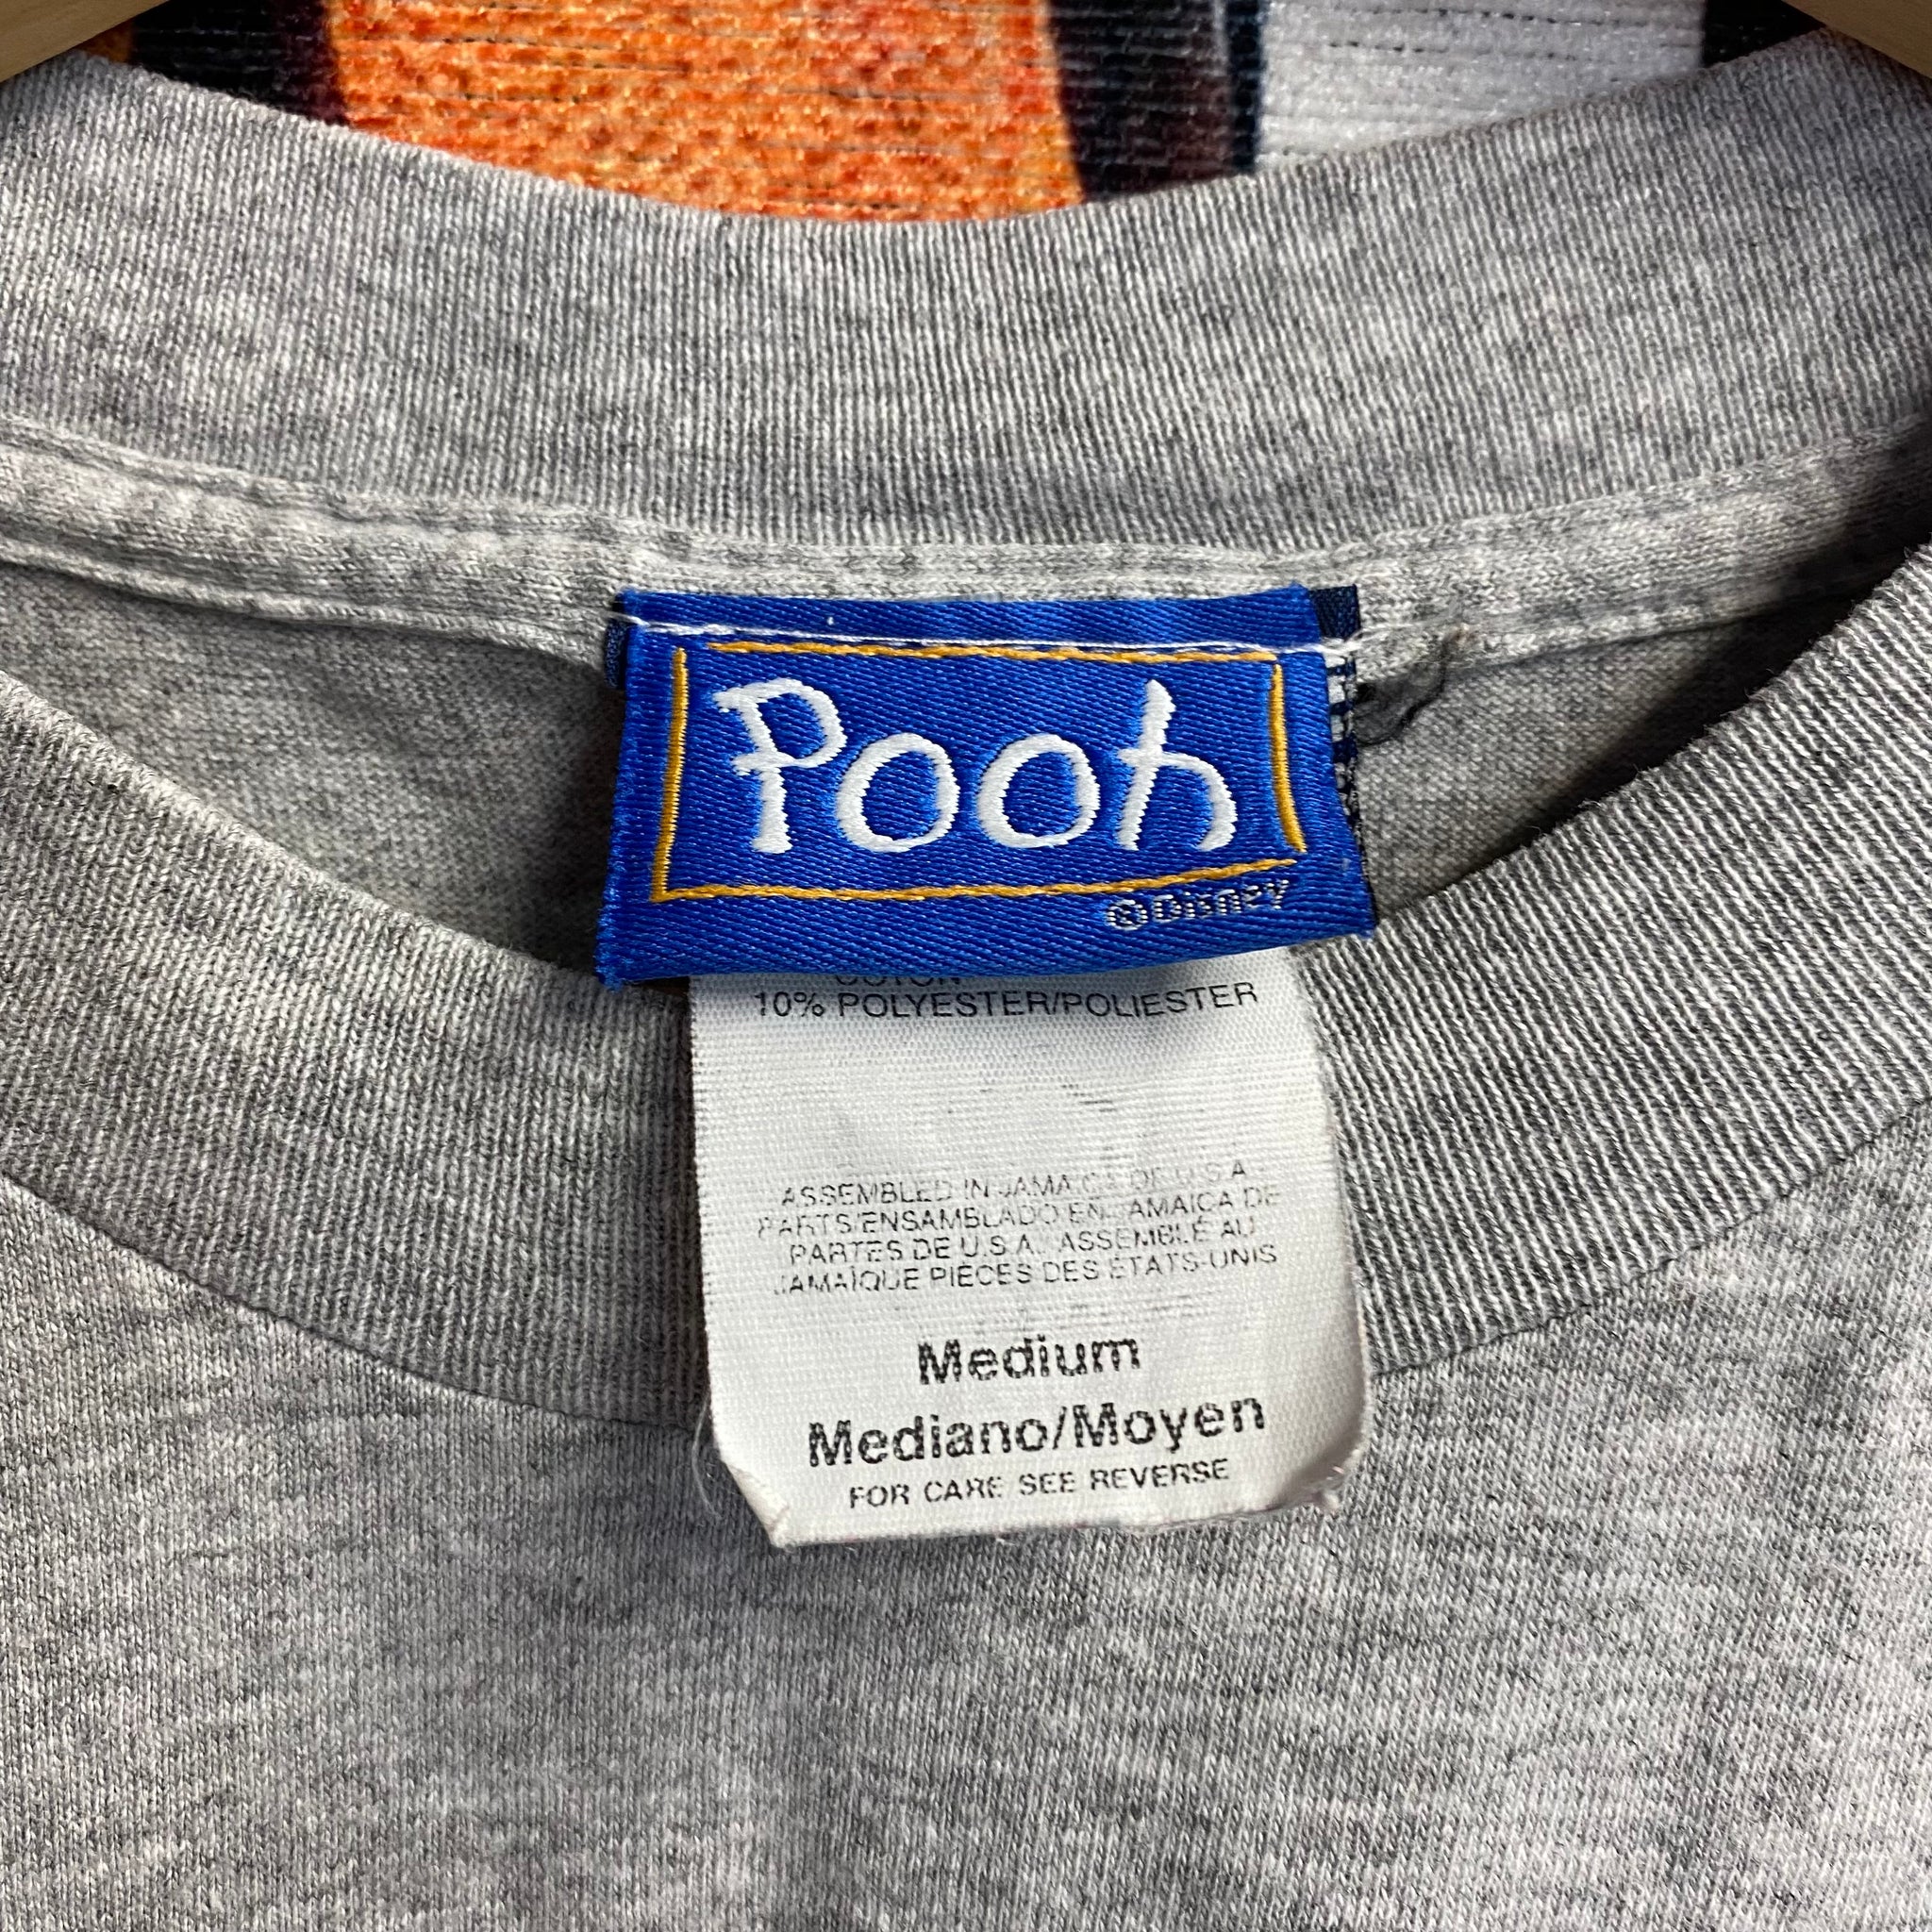 Pooh
©Disney
COTON
10% POLYESTER/POLIESTER
ASSEMBLED IN JAMAICA OF U.S.A.
PARTS/ENSAMBLADO EN JAMAICA DE
PARTES DE U.S.A. ASSEMBLÉ AU
JAMAÏQUE PIÈCES DES ÉTATS-UNIS
Medium
Mediano/Moyen
FOR CARE SEE REVERSE